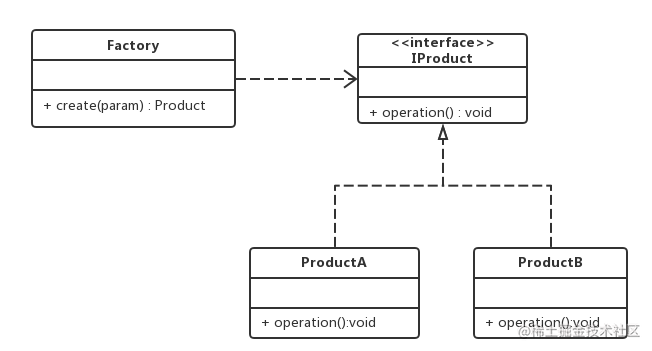 Factory
+ create(param) : Product
<<interface>>
IProduct
+ operation() : void
ProductA
+ operation():void
ProductB
+ operation():void
@稀土掘金技术社区